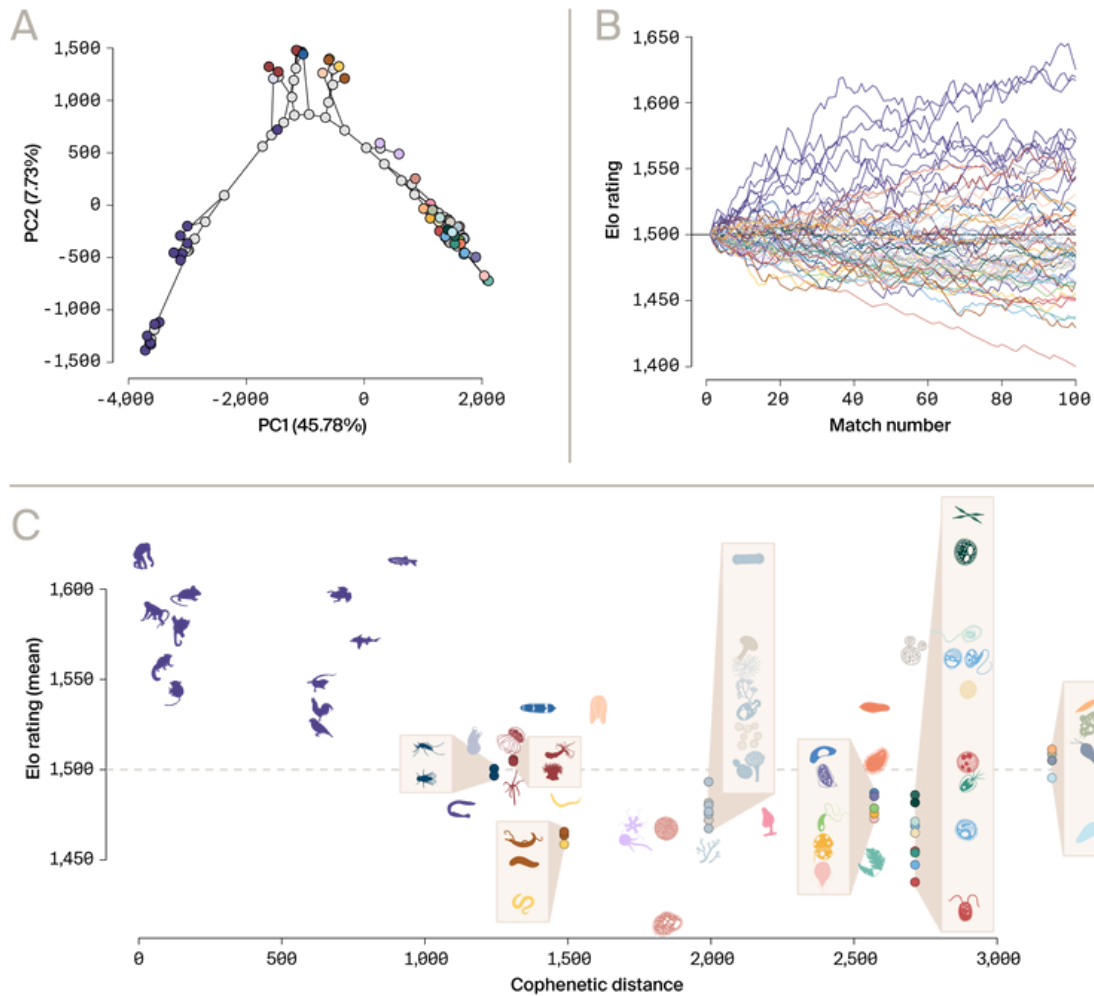 A
1,500
1,000
500
0
-500
-1,000
-1,500
PC2 (7.73%)
-4,000 -2,000 0 2,000
PC1 (45.78%)
B
1,650
1,600
1,550
1,500
1,450
1,400
Elo rating
0 20 40 60 80 100
Match number
C
1,600
1,550
1,500
1,450
Elo rating (mean)
0 500 1,000 1,500 2,000 2,500 3,000
Cophenetic distance